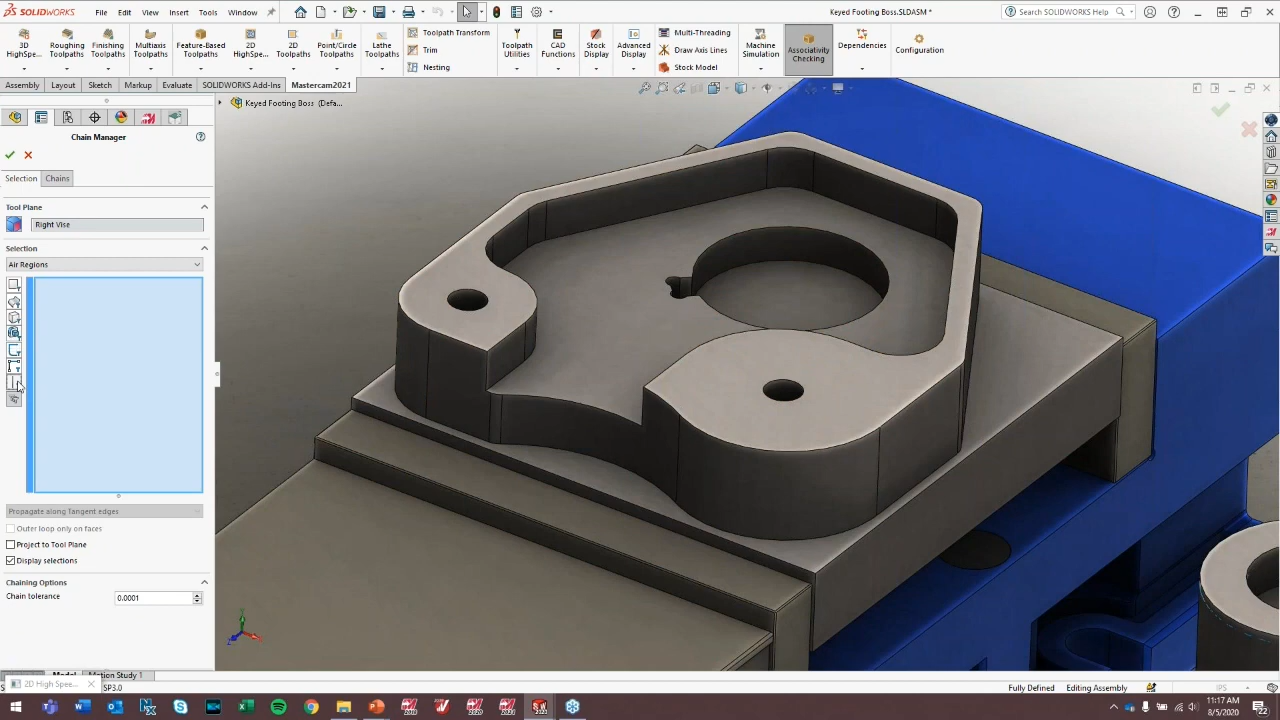 SOLIDWORKS
File
Edit
View
Insert
Tools
Window
Keyed Footing Boss.SLDASM *
Search SOLIDWORKS Help
3D HighSpe...
Roughing Toolpaths
Finishing Toolpaths
Multiaxis Toolpaths
Feature-Based Toolpaths
2D HighSpe...
2D Toolpaths
Point/Circle Toolpaths
Lathe Toolpaths
Toolpath Transform
Trim
Nesting
Toolpath Utilities
CAD Functions
Stock Display
Advanced Display
Multi-Threading
Draw Axis Lines
Stock Model
Machine Simulation
Associativity Checking
Dependencies
Configuration
Assembly
Layout
Sketch
Markup
Evaluate
SOLIDWORKS Add-Ins
Mastercam2021
Keyed Footing Boss (Defa...
Chain Manager
Selection
Chains
Tool Plane
Right Vise
Selection
Air Regions
Propagate along Tangent edges
Outer loop only on faces
Project to Tool Plane
Display selections
Chaining Options
Chain tolerance
0.0001
Model
Motion Study 1
2D High Spee...
SP3.0
Fully Defined
Editing Assembly
IPS
11:17 AM
8/5/2020